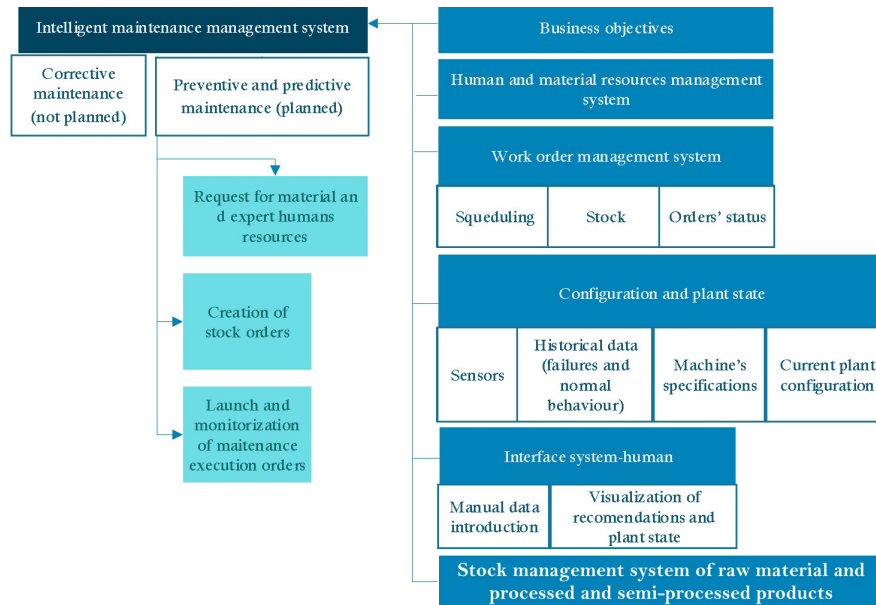 Intelligent maintenance management system
Corrective
maintenance
(not planned)
Preventive and predictive
maintenance (planned)
Request for material an
d expert humans
resources
Creation of
stock orders
Launch and
monitorization
of maitenance
execution orders
Business objectives
Human and material resources management
system
Work order management system
Squeduling
Stock
Orders' status
Configuration and plant state
Sensors
Historical data
(failures and
normal
behaviour)
Machine's
specifications
Current plant
configuration
Interface system-human
Manual data
introduction
Visualization of
recomendations and
plant state
Stock management system of raw material and
processed and semi-processed products